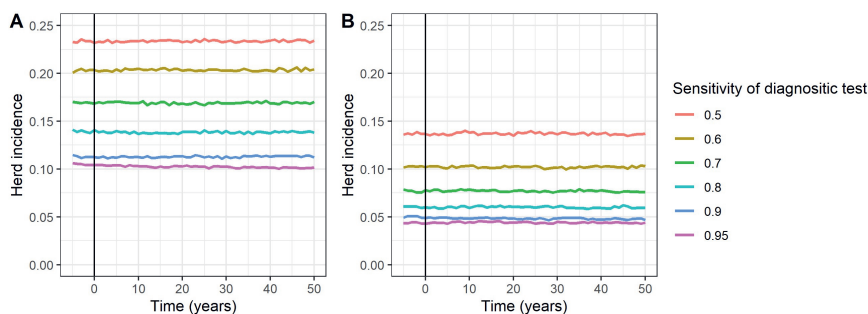 A
B
0.25
0.20
0.15
0.10
0.05
0.00
Herd incidence
0 10 20 30 40 50
Time (years)
0.25
0.20
0.15
0.10
0.05
0.00
Herd incidence
0 10 20 30 40 50
Time (years)
Sensitivity of diagnositic test
0.5
0.6
0.7
0.8
0.9
0.95